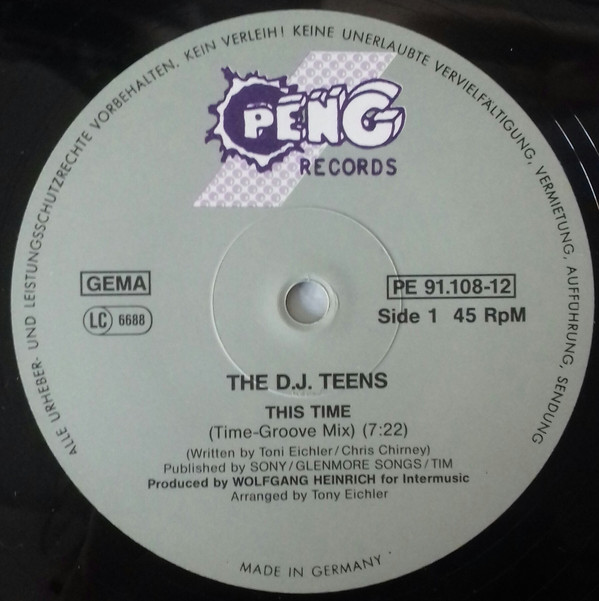 ALLE URHEBER- UND LEISTUNGSSCHUTZRECHTE VORBEHALTEN. KEIN VERLEIH! KEINE UNERLAUBTE VERVIELFÄLTIGUNG, VERMIETUNG, AUFFÜHRUNG, SENDUNG
PENG
RECORDS
GEMA
LC 6688
PE 91.108-12
Side 1 45 RpM
THE D.J. TEENS
THIS TIME
(Time-Groove Mix) (7:22)
(Written by Toni Eichler/Chris Chirney)
Published by SONY/GLENMORE SONGS/TIM
Produced by WOLFGANG HEINRICH for Intermusic
Arranged by Tony Eichler
MADE IN GERMANY